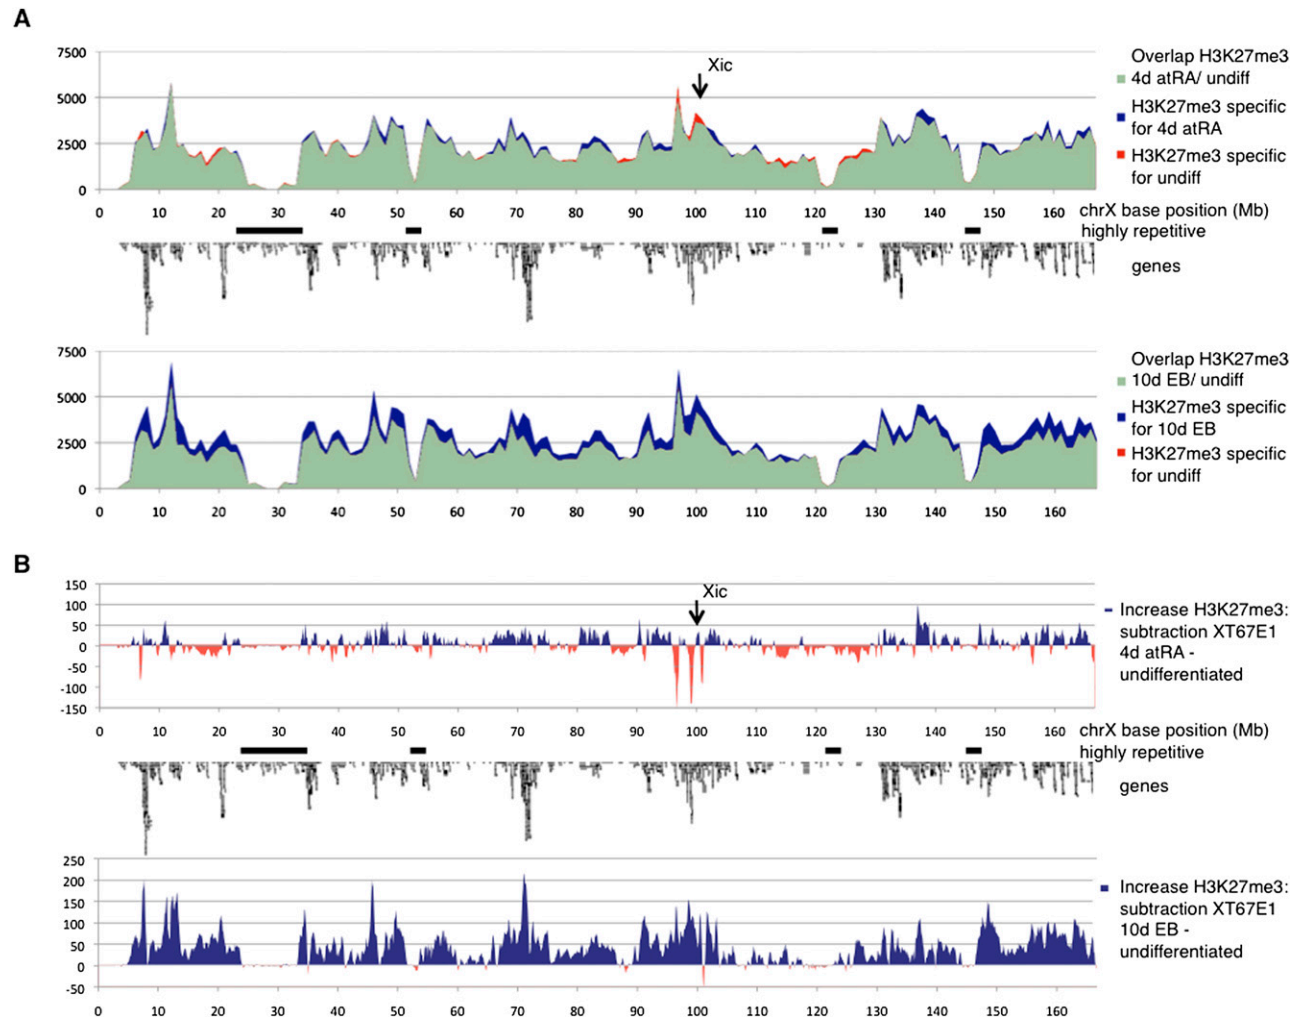 A
7500
5000
2500
0
Xic
Overlap H3K27me3
4d atRA/ undiff
H3K27me3 specific
for 4d atRA
H3K27me3 specific
for undiff
0 10 20 30 40 50 60 70 80 90 100 110 120 130 140 150 160
chrX base position (Mb)
highly repetitive
genes
7500
5000
2500
0
Overlap H3K27me3
10d EB/ undiff
H3K27me3 specific
for 10d EB
H3K27me3 specific
for undiff
0 10 20 30 40 50 60 70 80 90 100 110 120 130 140 150 160
B
150
100
50
0
-50
-100
-150
Xic
Increase H3K27me3:
subtraction XT67E1
4d atRA -
undifferentiated
0 10 20 30 40 50 60 70 80 90 100 110 120 130 140 150 160
chrX base position (Mb)
highly repetitive
genes
250
200
150
100
50
0
-50
Increase H3K27me3:
subtraction XT67E1
10d EB -
undifferentiated
0 10 20 30 40 50 60 70 80 90 100 110 120 130 140 150 160